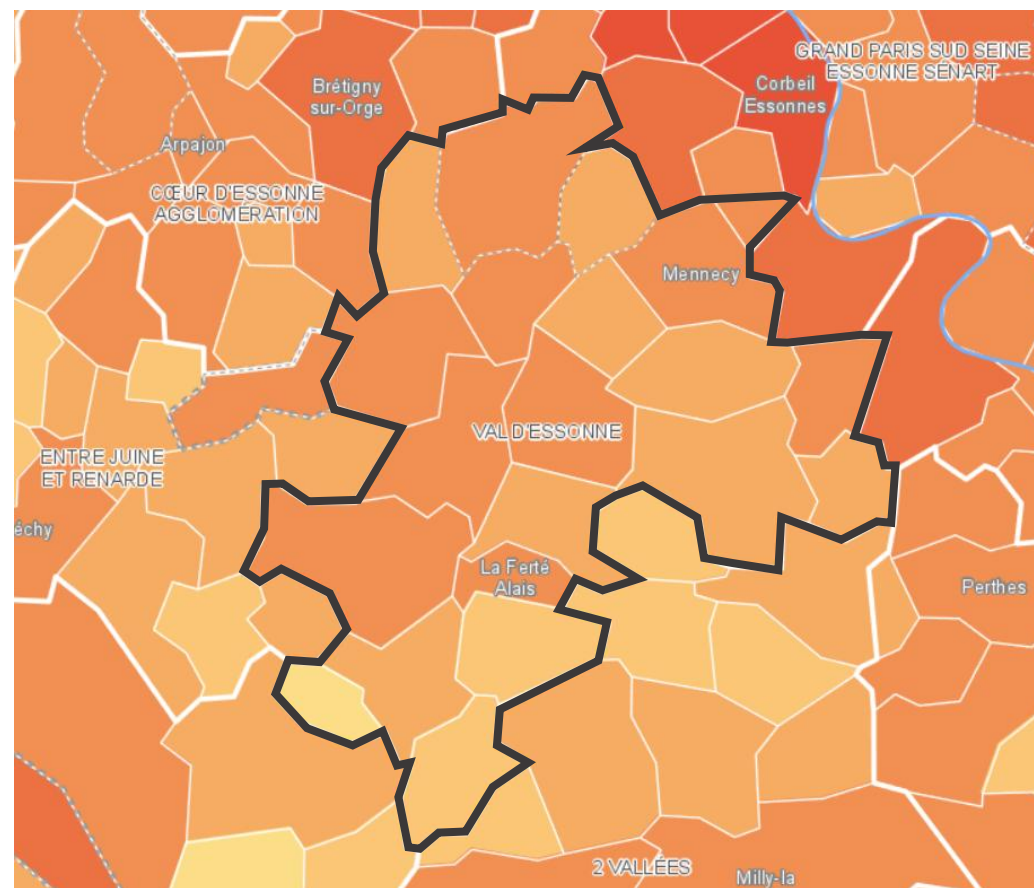 GRAND PARIS SUD SEINE
ESSONNE SÉNART
Brétigny
sur-Orge
Corbeil
Essonnes
Arpajon
CŒUR D'ESSONNE
AGGLOMÉRATION
Mennecy
VAL D'ESSONNE
ENTRE JUINE
ET RENARDE
échy
La Ferté
Alais
Perthes
2 VALLÉES
Milly-la